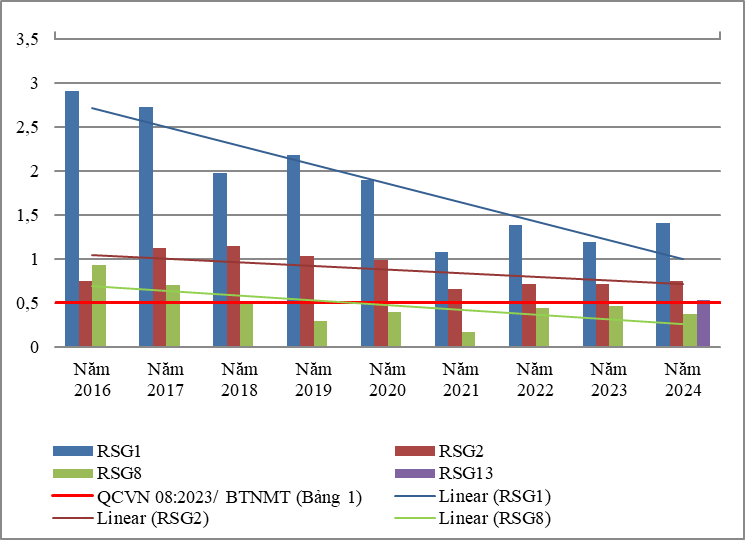 3,5
3
2,5
2
1,5
1
0,5
0
Năm Năm Năm Năm Năm Năm Năm Năm Năm
2016 2017 2018 2019 2020 2021 2022 2023 2024
RSG1 RSG2
RSG8 RSG13
QCVN 08:2023/ BTNMT (Bảng 1) Linear (RSG1)
Linear (RSG2) Linear (RSG8)